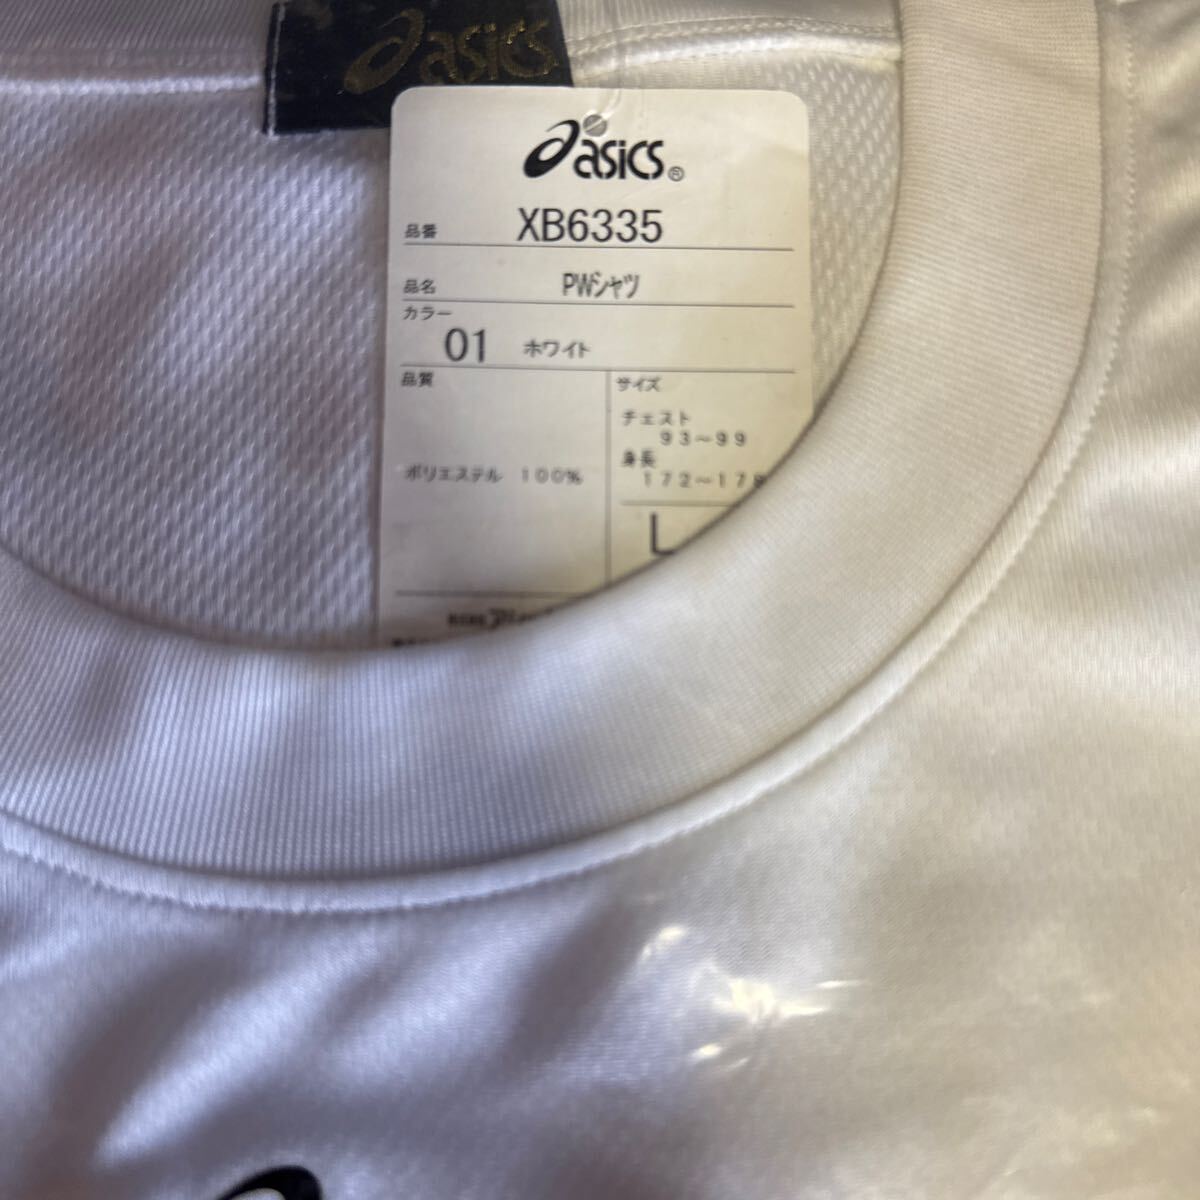 asics
asics®
品番 XB6335
品名 PWシャツ
カラー
01 ホワイト
品質
ポリエステル 100%
サイズ
チェスト
93～99
身長
172～178
L